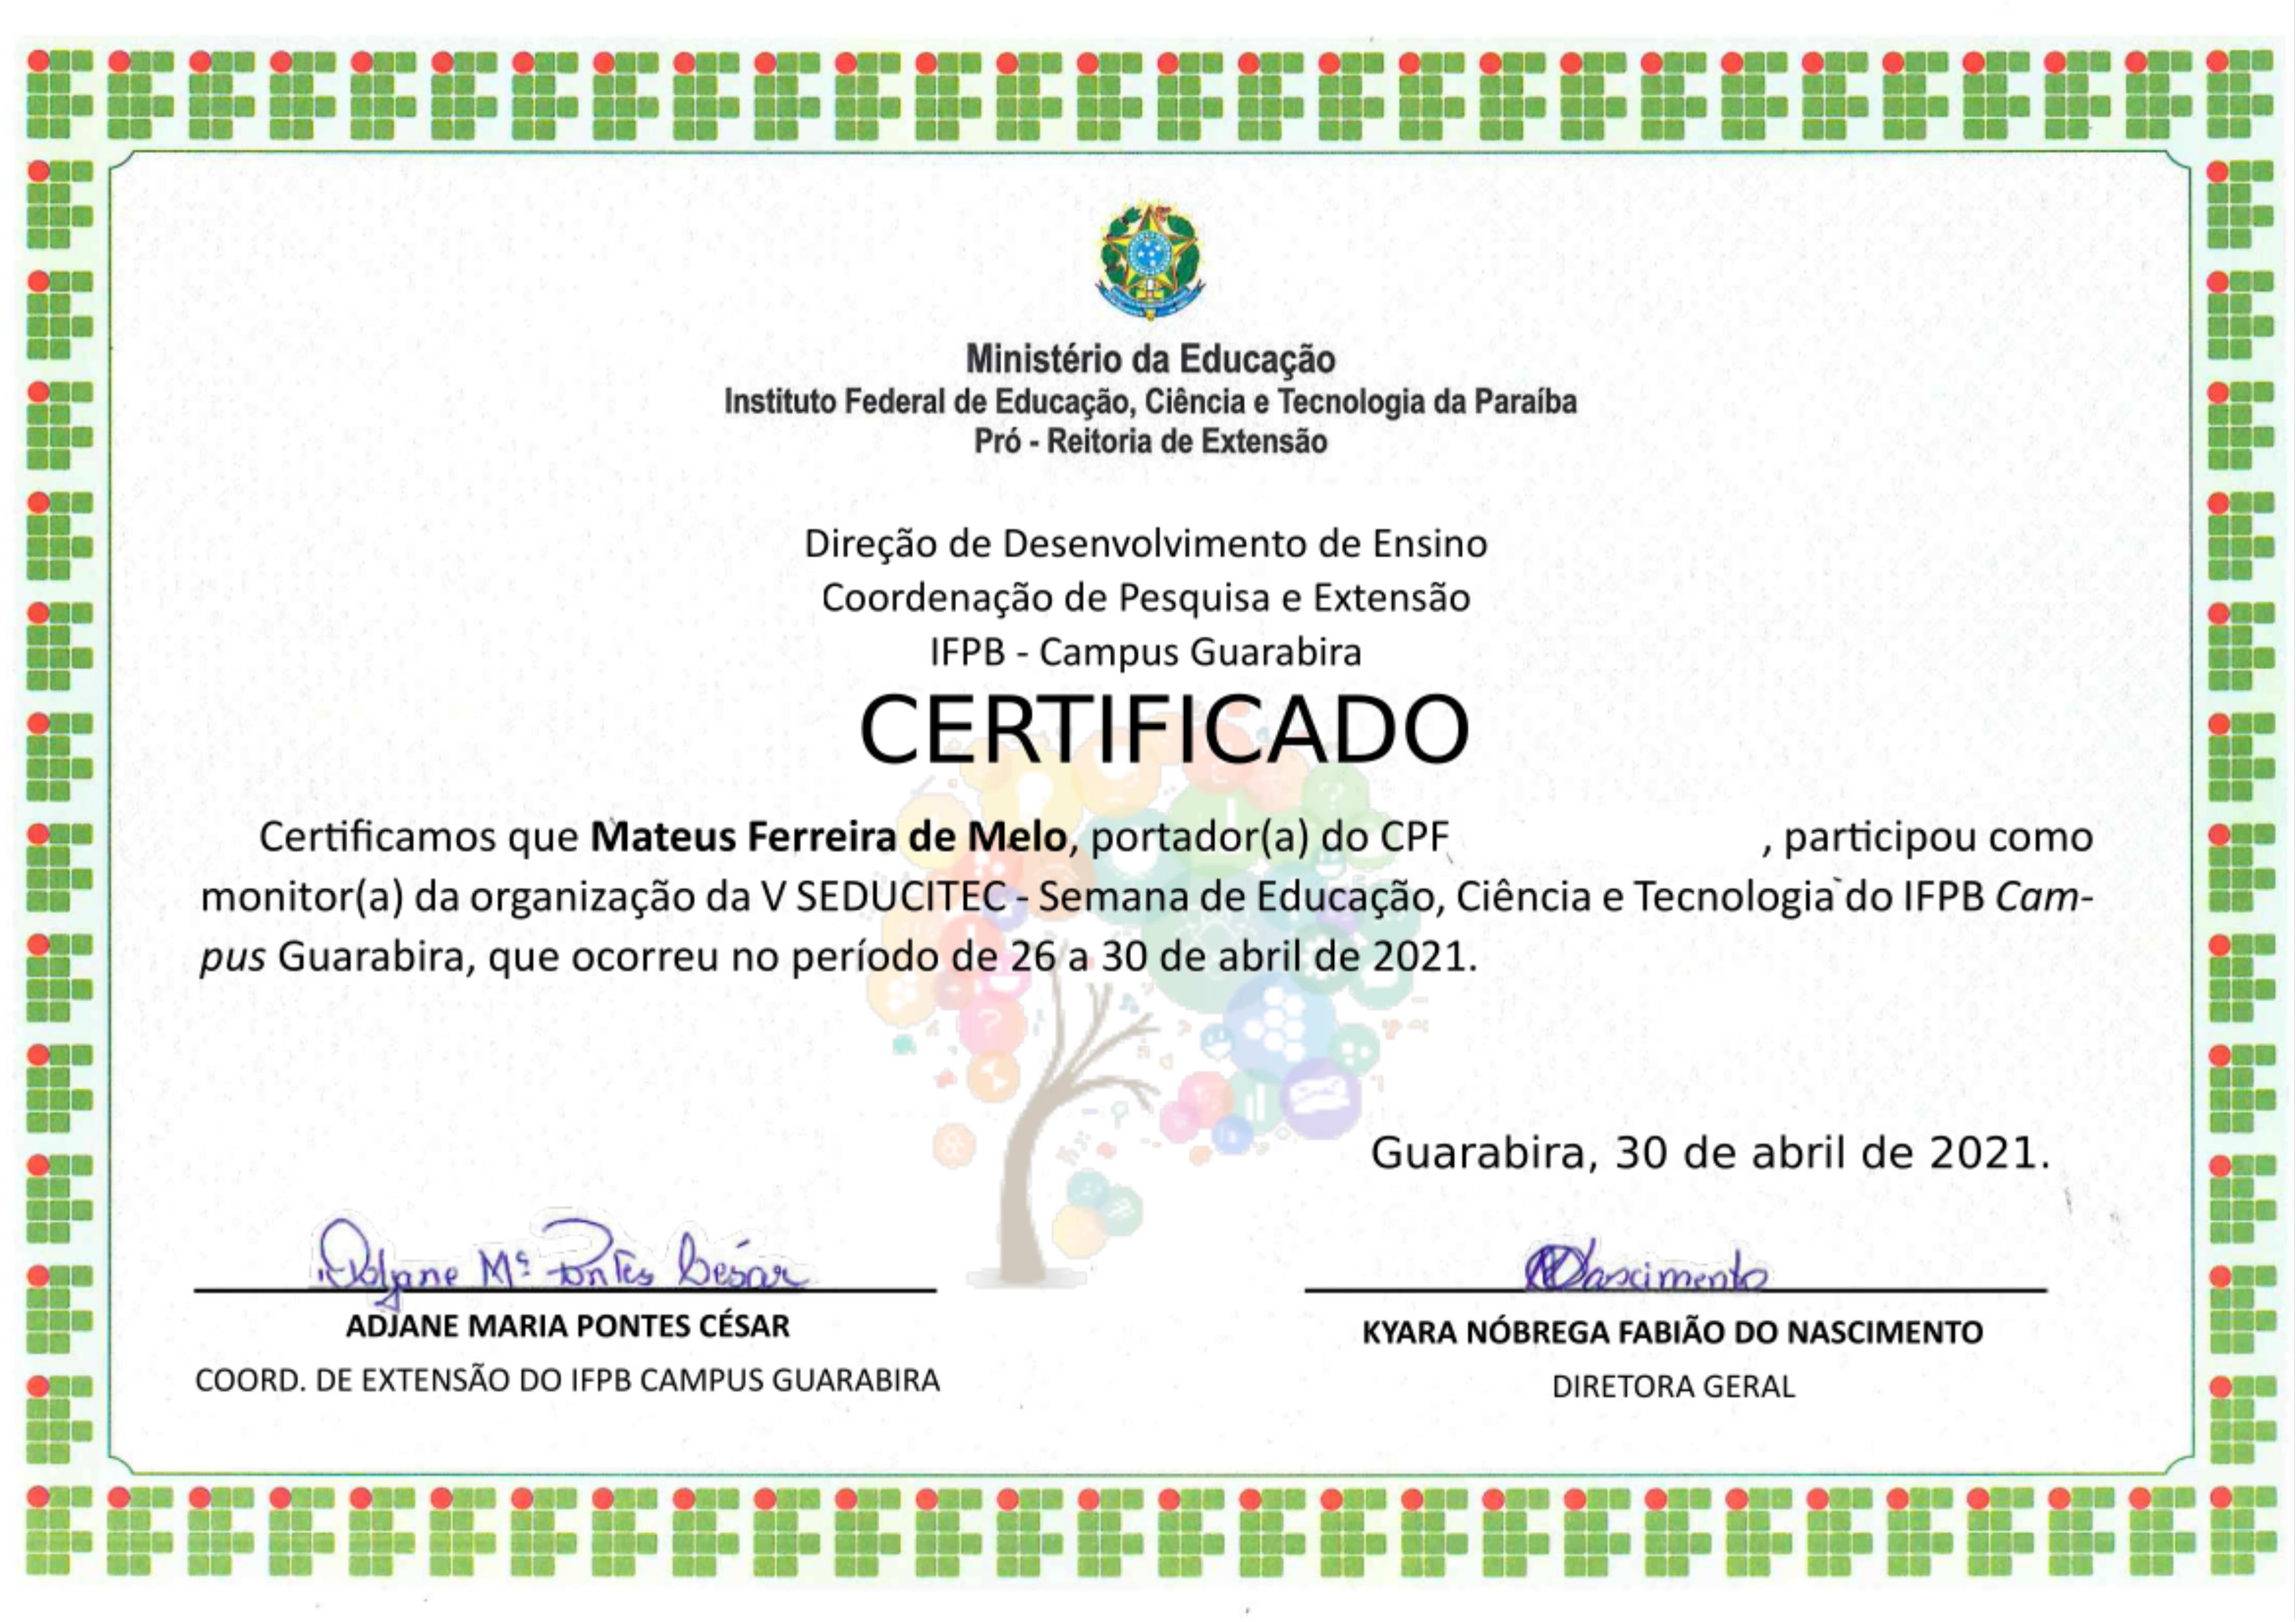 Ministério da Educação
Instituto Federal de Educação, Ciência e Tecnologia da Paraíba
Pró - Reitoria de Extensão
Direção de Desenvolvimento de Ensino
Coordenação de Pesquisa e Extensão
IFPB - Campus Guarabira
CERTIFICADO
Certificamos que Mateus Ferreira de Melo, portador(a) do CPF , participou como
monitor(a) da organização da V SEDUCITEC - Semana de Educação, Ciência e Tecnologia do IFPB Cam-
pus Guarabira, que ocorreu no período de 26 a 30 de abril de 2021.
Guarabira, 30 de abril de 2021.
Adjane Mª Pontes César
Nascimento
ADJANE MARIA PONTES CÉSAR
KYARA NÓBREGA FABIÃO DO NASCIMENTO
COORD. DE EXTENSÃO DO IFPB CAMPUS GUARABIRA
DIRETORA GERAL